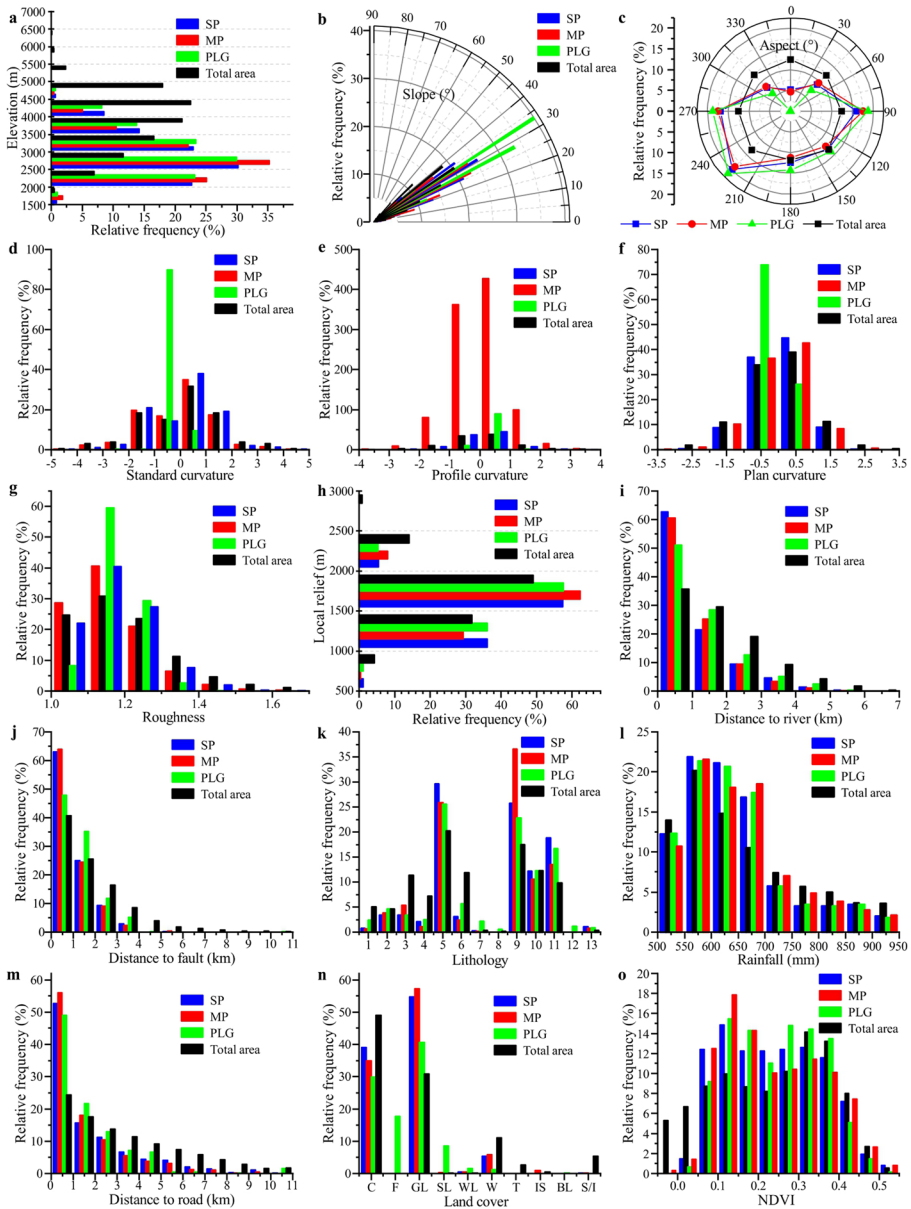 a
Elevation (m)
7000
6500
6000
5500
5000
4500
4000
3500
3000
2500
2000
1500
0 5 10 15 20 25 30 35
Relative frequency (%)
SP
MP
PLG
Total area
b
Relative frequency (%)
40
30
20
10
0
90 80 70 60 50 40 30 20 10 0
Slope (°)
SP
MP
PLG
Total area
c
Relative frequency (%)
20
15
10
5
0
5
10
15
20
0 30 60 90 120 150 180 210 240 270 300 330
Aspect (°)
SP MP PLG Total area
d
Relative frequency (%)
100
80
60
40
20
0
-5 -4 -3 -2 -1 0 1 2 3 4 5
Standard curvature
SP
MP
PLG
Total area
e
Relative frequency (%)
500
400
300
200
100
0
-4 -3 -2 -1 0 1 2 3 4
Profile curvature
SP
MP
PLG
Total area
f
Relative frequency (%)
80
70
60
50
40
30
20
10
0
-3.5 -2.5 -1.5 -0.5 0.5 1.5 2.5 3.5
Plan curvature
SP
MP
PLG
Total area
g
Relative frequency (%)
60
50
40
30
20
10
0
1.0 1.2 1.4 1.6
Roughness
SP
MP
PLG
Total area
h
Local relief (m)
3000
2500
2000
1500
1000
500
0 10 20 30 40 50 60
Relative frequency (%)
SP
MP
PLG
Total area
i
Relative frequency (%)
70
60
50
40
30
20
10
0
0 1 2 3 4 5 6 7
Distance to river (km)
SP
MP
PLG
Total area
j
Relative frequency (%)
70
60
50
40
30
20
10
0
0 1 2 3 4 5 6 7 8 9 10 11
Distance to fault (km)
SP
MP
PLG
Total area
k
Relative frequency (%)
40
35
30
25
20
15
10
5
0
1 2 3 4 5 6 7 8 9 10 11 12 13
Lithology
SP
MP
PLG
Total area
l
Relative frequency (%)
25
20
15
10
5
0
500 550 600 650 700 750 800 850 900 950
Rainfall (mm)
SP
MP
PLG
Total area
m
Relative frequency (%)
60
50
40
30
20
10
0
0 1 2 3 4 5 6 7 8 9 10 11
Distance to road (km)
SP
MP
PLG
Total area
n
Relative frequency (%)
60
50
40
30
20
10
0
C F GL SL WL W T IS BL S/I
Land cover
SP
MP
PLG
Total area
o
Relative frequency (%)
20
18
16
14
12
10
8
6
4
2
0
0.0 0.1 0.2 0.3 0.4 0.5
NDVI
SP
MP
PLG
Total area